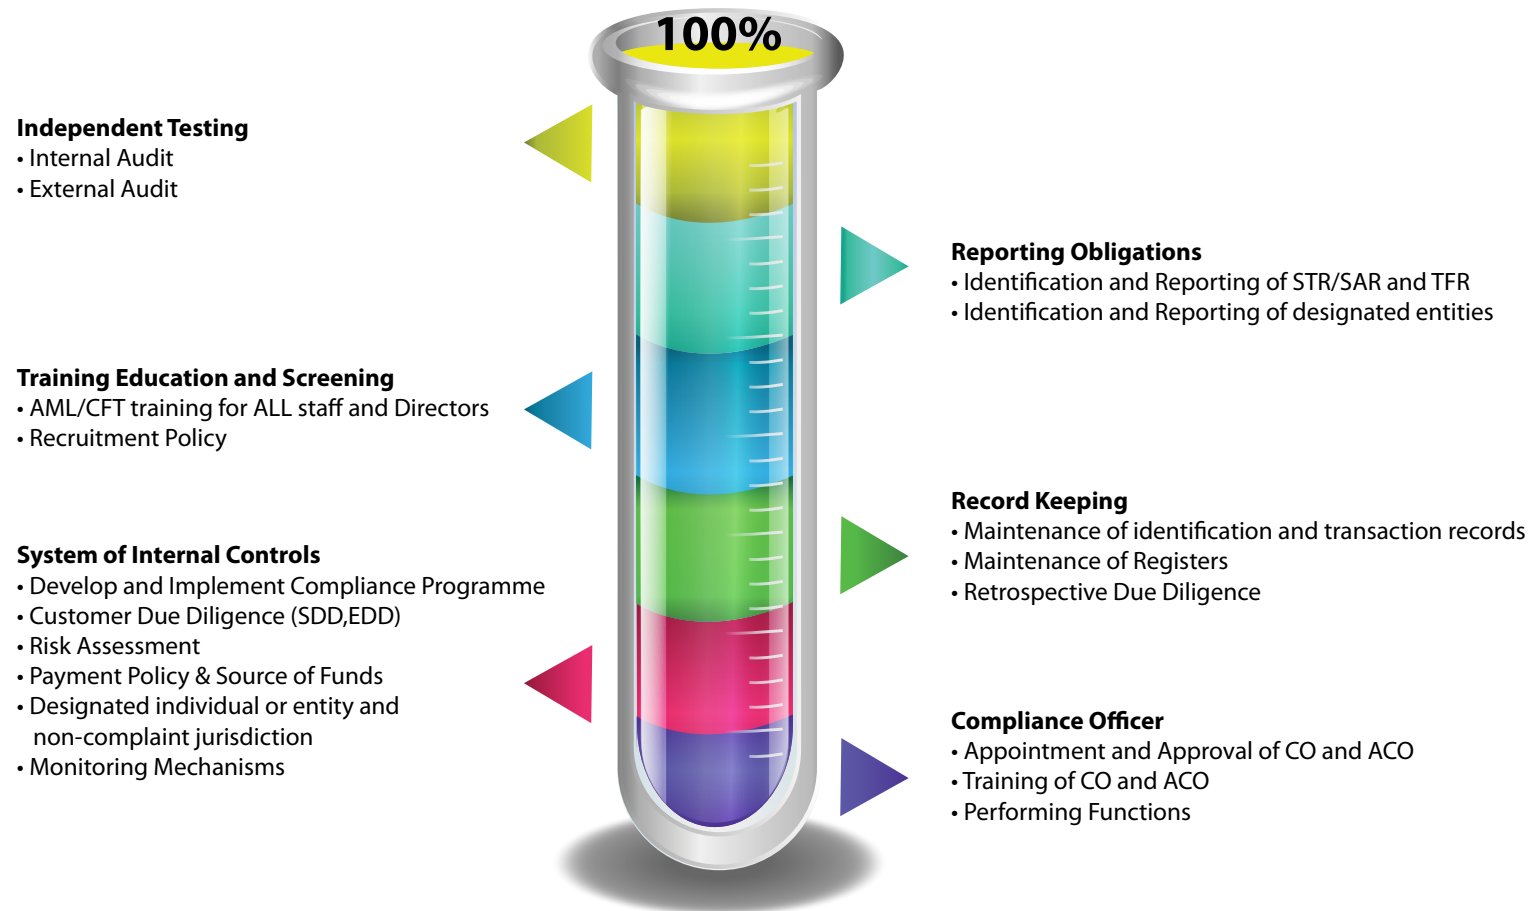 100%
Independent Testing
• Internal Audit
• External Audit
Reporting Obligations
• Identification and Reporting of STR/SAR and TFR
• Identification and Reporting of designated entities
Training Education and Screening
• AML/CFT training for ALL staff and Directors
• Recruitment Policy
Record Keeping
• Maintenance of identification and transaction records
• Maintenance of Registers
• Retrospective Due Diligence
System of Internal Controls
• Develop and Implement Compliance Programme
• Customer Due Diligence (SDD,EDD)
• Risk Assessment
• Payment Policy & Source of Funds
• Designated individual or entity and
non-complaint jurisdiction
• Monitoring Mechanisms
Compliance Officer
• Appointment and Approval of CO and ACO
• Training of CO and ACO
• Performing Functions